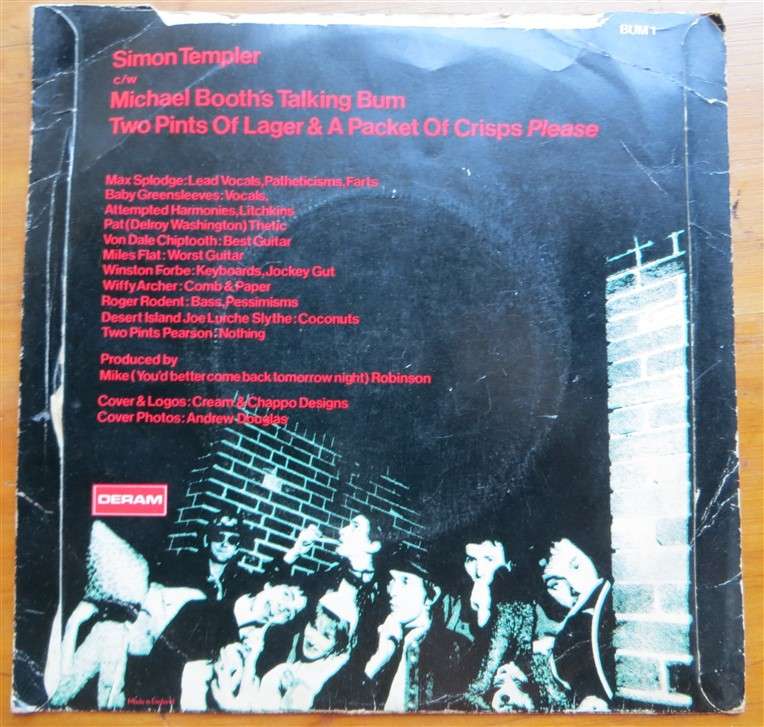 BUM 1
Simon Templer
c/w
Michael Booth's Talking Bum
Two Pints Of Lager & A Packet Of Crisps Please
Max Splodge: Lead Vocals, Patheticisms, Farts
Baby Greensleeves: Vocals,
Attempted Harmonies, Litchkins
Pat (Delroy Washington) Thetic
Von Dale Chiptooth: Best Guitar
Miles Flat: Worst Guitar
Winston Forbe: Keyboards, Jockey Gut
Wiffy Archer: Comb & Paper
Roger Rodent: Bass, Pessimisms
Desert Island Joe Lurche Slythe: Coconuts
Two Pints Pearson: Nothing
Produced by
Mike (You'd better come back tomorrow night) Robinson
Cover & Logos: Cream & Chappo Designs
Cover Photos: Andrew Douglas
DERAM
Made in England